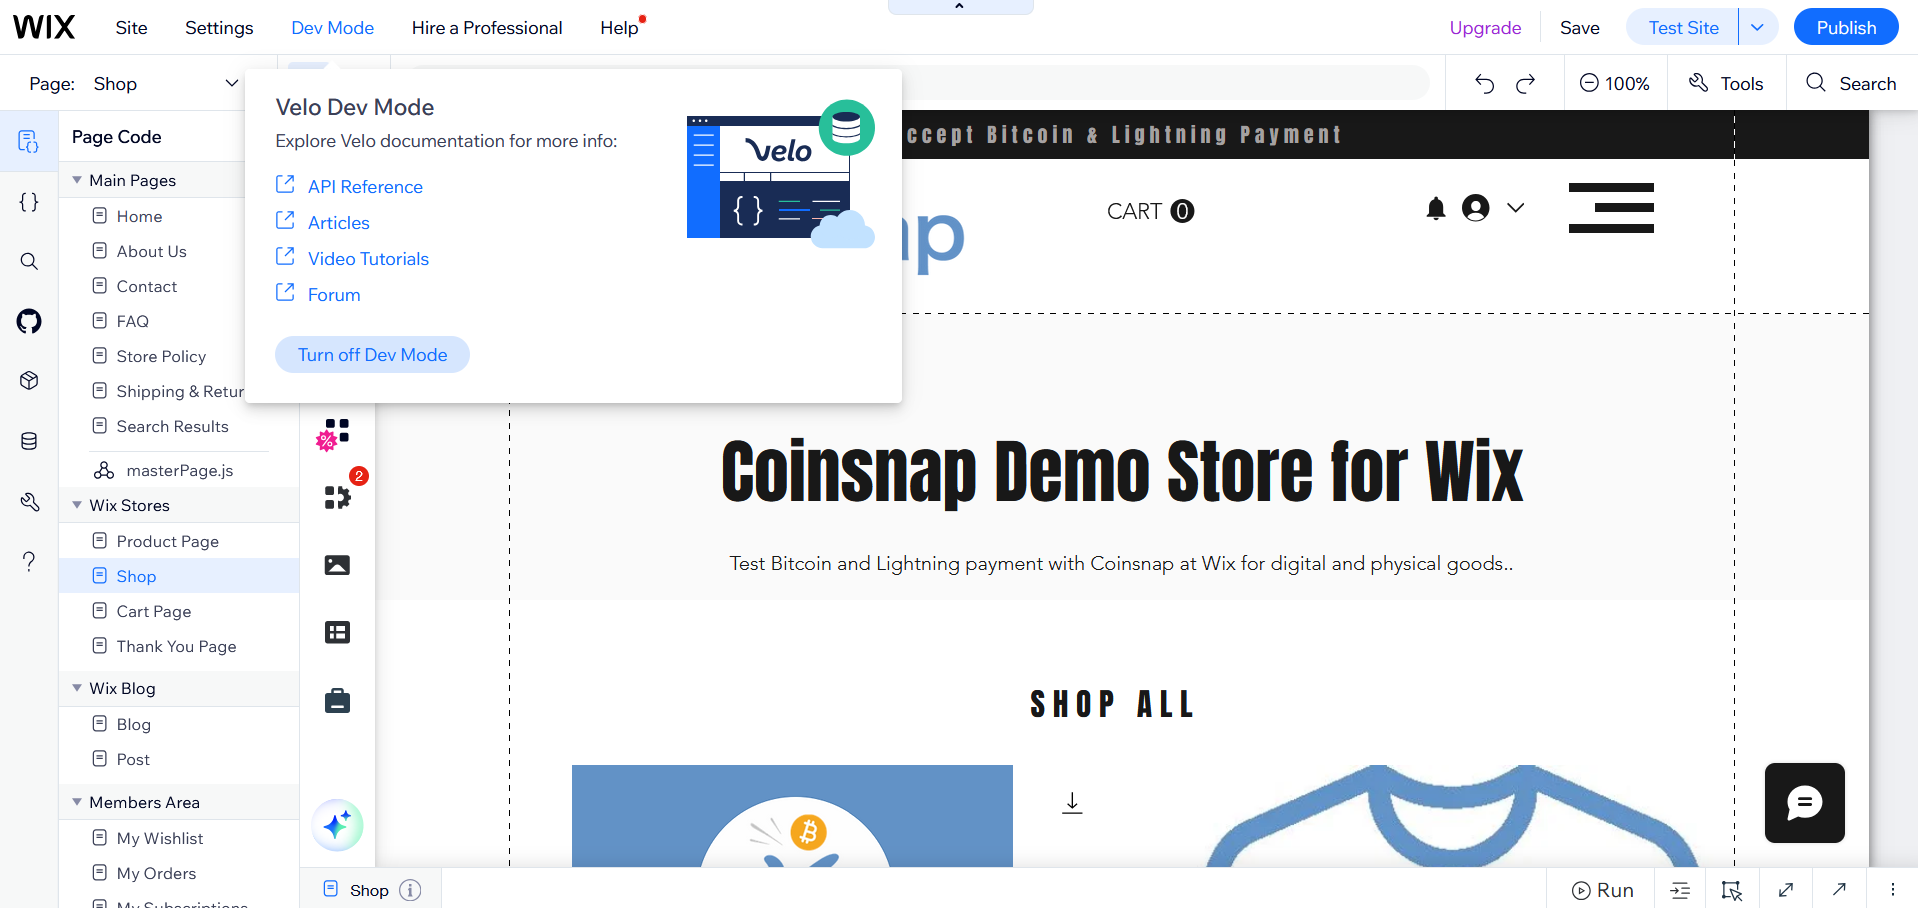 WIX
Site
Settings
Dev Mode
Hire a Professional
Help
Upgrade
Save
Test Site
Publish
Page: Shop
100%
Tools
Search
Page Code
Main Pages
Home
About Us
Contact
FAQ
Store Policy
Shipping & Retur
Search Results
masterPage.js
Wix Stores
Product Page
Shop
Cart Page
Thank You Page
Wix Blog
Blog
Post
Members Area
My Wishlist
My Orders
My Subscriptions
Velo Dev Mode
Explore Velo documentation for more info:
API Reference
Articles
Video Tutorials
Forum
Turn off Dev Mode
velo
{ }
%
2
ccept Bitcoin & Lightning Payment
ap
CART 0
Coinsnap Demo Store for Wix
Test Bitcoin and Lightning payment with Coinsnap at Wix for digital and physical goods..
SHOP ALL
Shop
Run